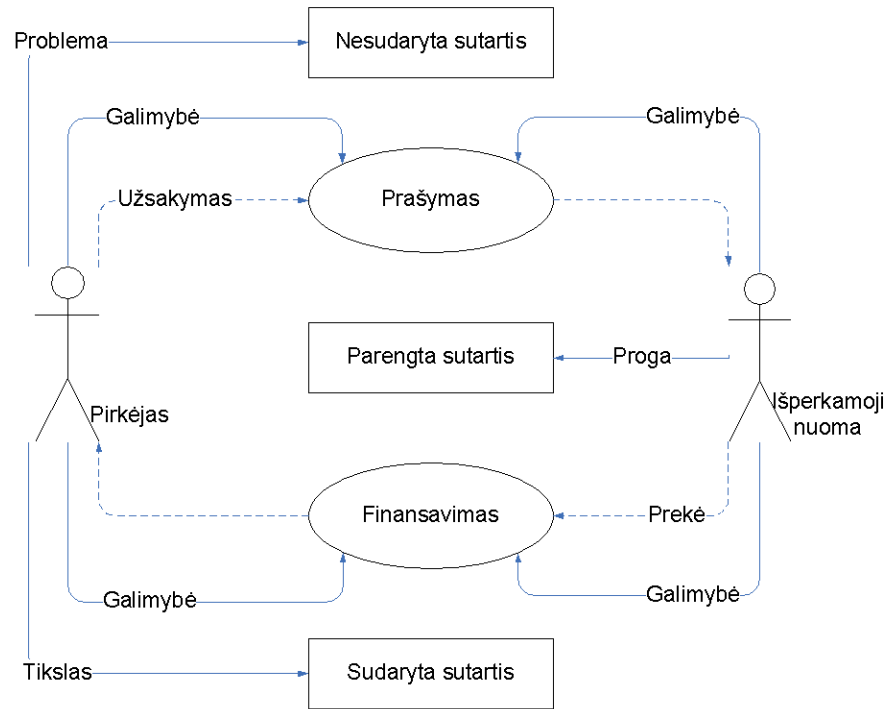 Problema
Nesudaryta sutartis
Galimybė
Galimybė
Užsakymas
Prašymas
Parengta sutartis
Proga
Pirkėjas
Išperkamoji
nuoma
Finansavimas
Prekė
Galimybė
Galimybė
Tikslas
Sudaryta sutartis